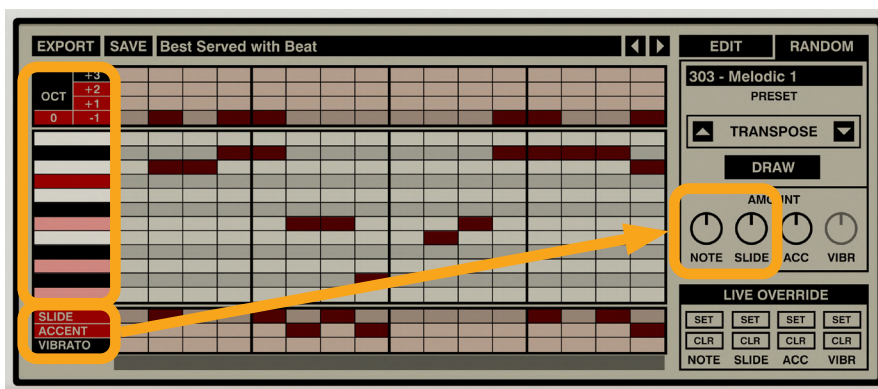 EXPORT SAVE Best Served with Beat EDIT RANDOM
+3
OCT +2
+1
0 -1
303 - Melodic 1
PRESET
TRANSPOSE
DRAW
AMOUNT
NOTE SLIDE ACC VIBR
SLIDE
ACCENT
VIBRATO
LIVE OVERRIDE
SET SET SET SET
CLR CLR CLR CLR
NOTE SLIDE ACC VIBR